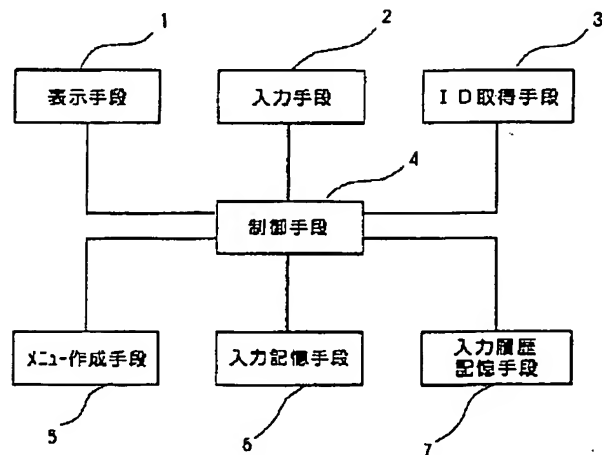 1
2
3
表示手段
入力手段
ID取得手段
4
制御手段
メニュー作成手段
入力記憶手段
入力履歴
記憶手段
5
6
7